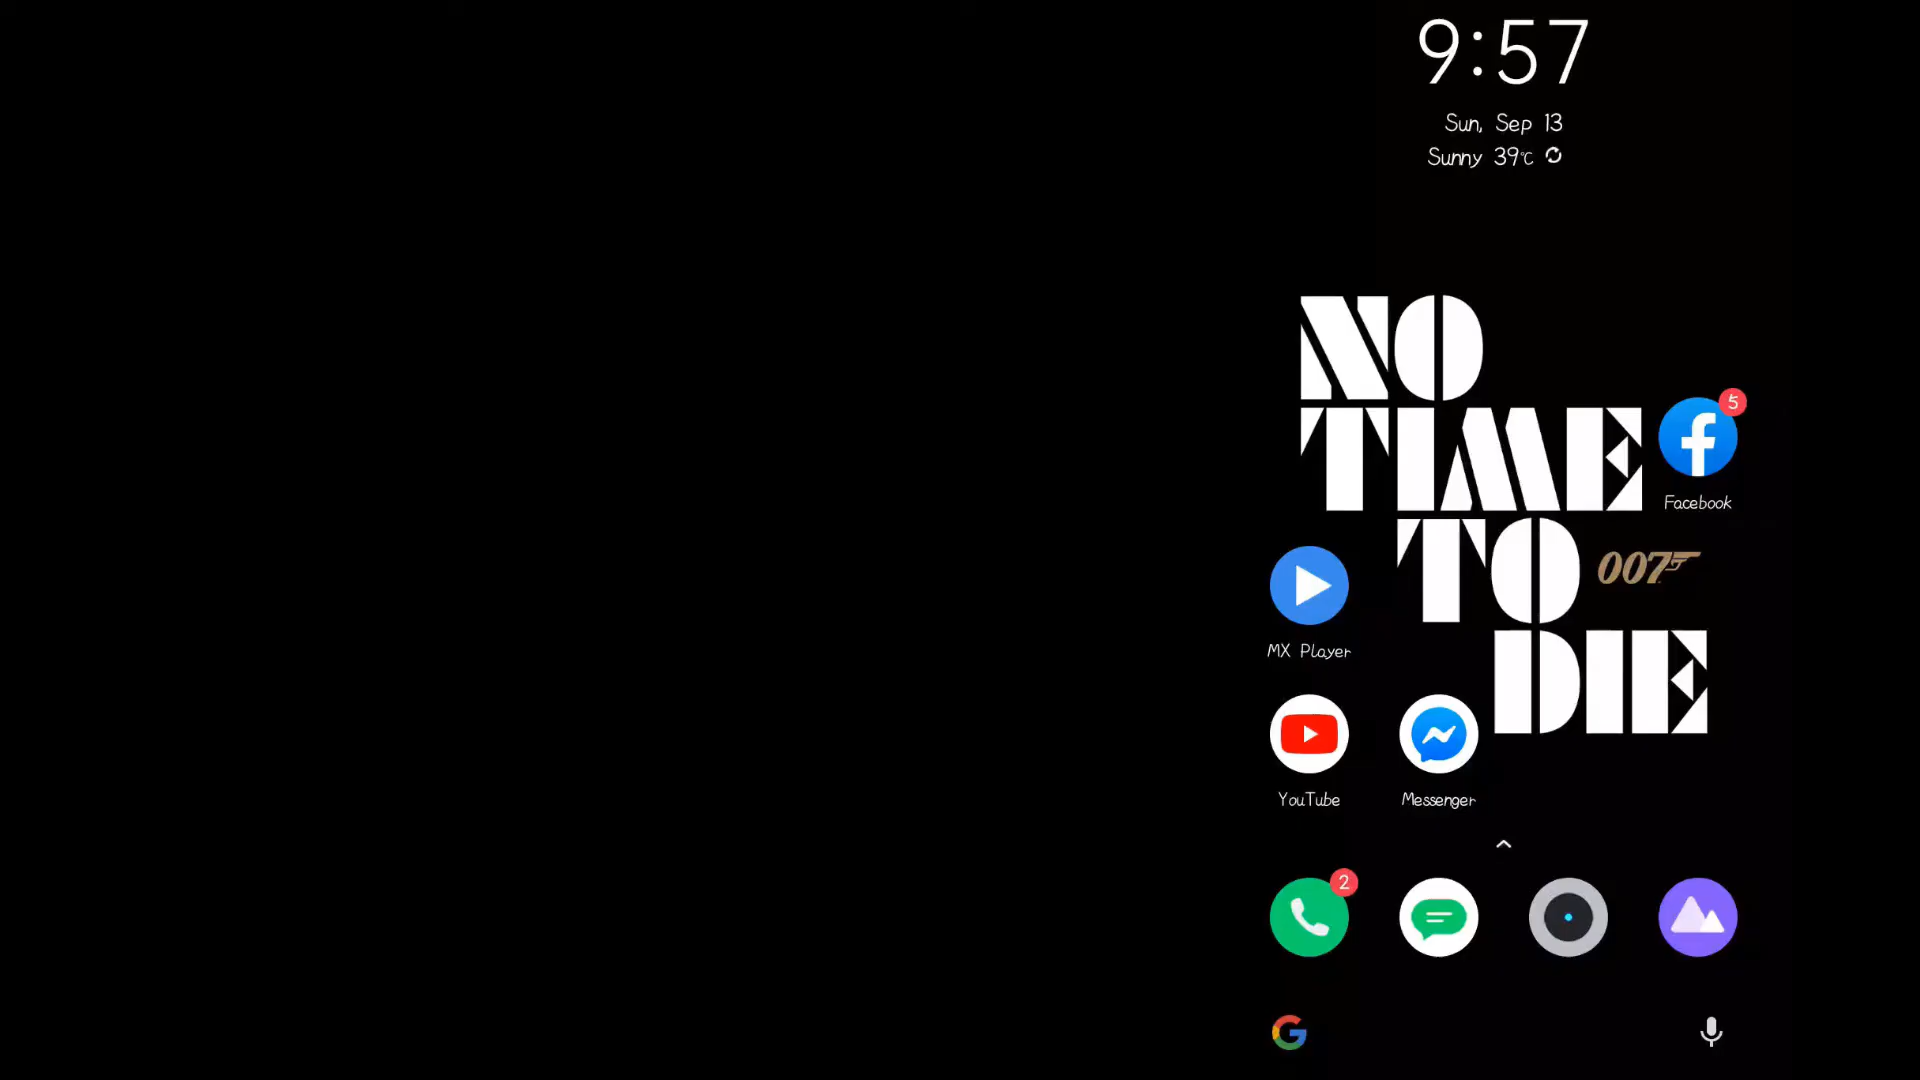 9:57
Sun, Sep 13
Sunny 39℃
NO
TIME
TO
DIE
007
5
Facebook
MX Player
YouTube
Messenger
2